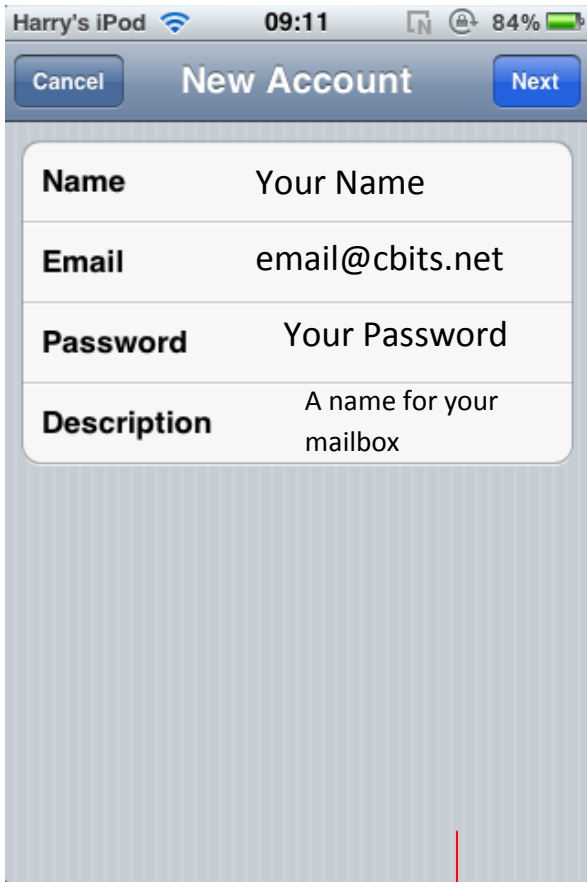 Harry's iPod 09:11 84%
Cancel New Account Next
Name Your Name
Email email@cbits.net
Password Your Password
Description A name for your
mailbox